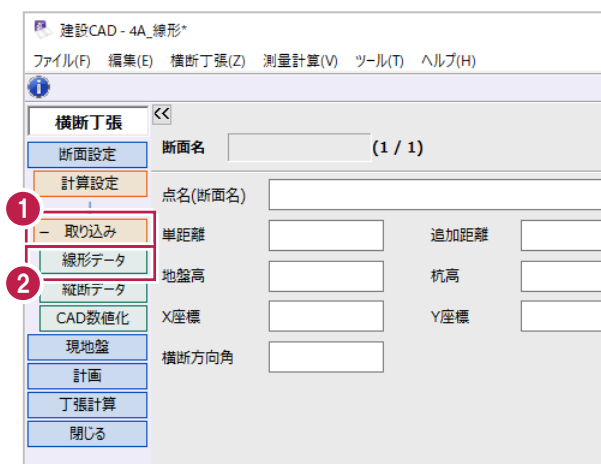 建設CAD - 4A_線形*
ファイル(F) 編集(E) 横断丁張(Z) 測量計算(V) ツール(T) ヘルプ(H)
横断丁張
断面設定
計算設定
1
－ 取り込み
線形データ
2
縦断データ
CAD数値化
現地盤
計画
丁張計算
閉じる
<<
断面名 (1 / 1)
点名(断面名)
単距離 追加距離
地盤高 杭高
X座標 Y座標
横断方向角